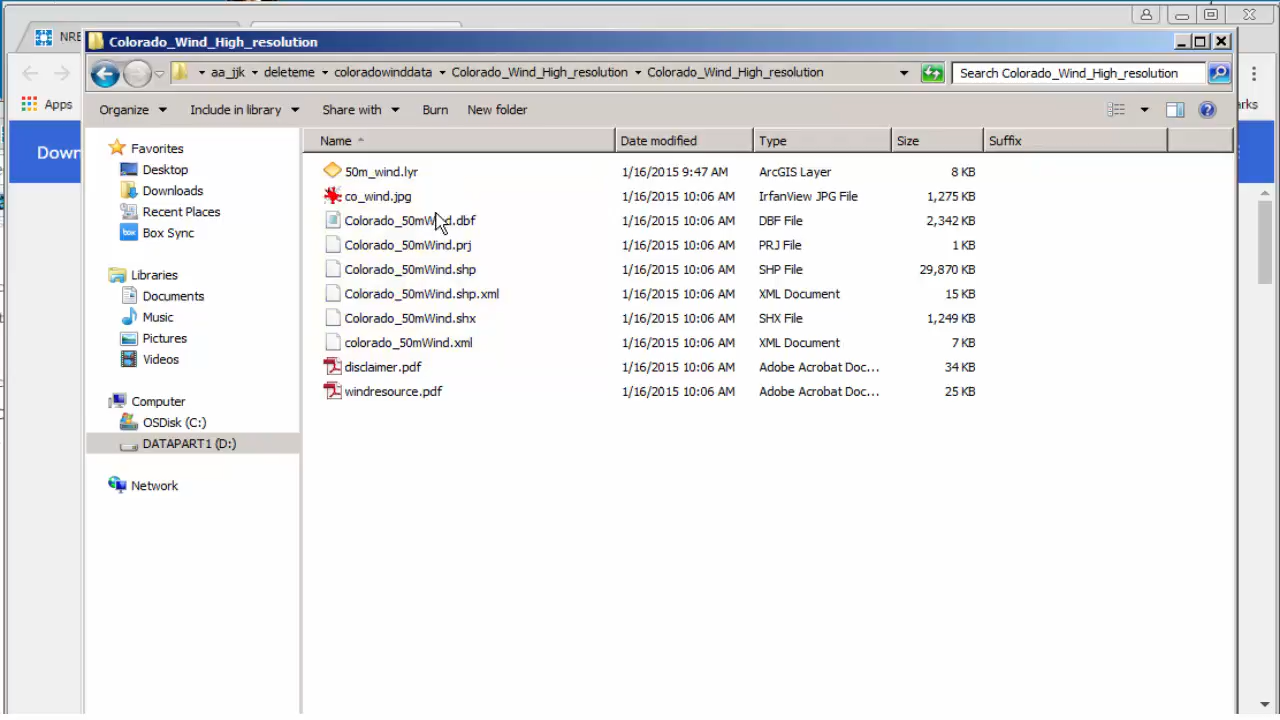 NRE
Colorado_Wind_High_resolution
aa_jjk deleteme coloradowinddata Colorado_Wind_High_resolution Colorado_Wind_High_resolution Search Colorado_Wind_High_resolution
Apps
Organize Include in library Share with Burn New folder
arks
Down
Name Date modified Type Size Suffix
Favorites
Desktop
Downloads
Recent Places
Box Sync
Libraries
Documents
Music
Pictures
Videos
Computer
OSDisk (C:)
DATAPART1 (D:)
Network
50m_wind.lyr 1/16/2015 9:47 AM ArcGIS Layer 8 KB
co_wind.jpg 1/16/2015 10:06 AM IrfanView JPG File 1,275 KB
Colorado_50mWind.dbf 1/16/2015 10:06 AM DBF File 2,342 KB
Colorado_50mWind.prj 1/16/2015 10:06 AM PRJ File 1 KB
Colorado_50mWind.shp 1/16/2015 10:06 AM SHP File 29,870 KB
Colorado_50mWind.shp.xml 1/16/2015 10:06 AM XML Document 15 KB
Colorado_50mWind.shx 1/16/2015 10:06 AM SHX File 1,249 KB
colorado_50mWind.xml 1/16/2015 10:06 AM XML Document 7 KB
disclaimer.pdf 1/16/2015 10:06 AM Adobe Acrobat Doc... 34 KB
windresource.pdf 1/16/2015 10:06 AM Adobe Acrobat Doc... 25 KB